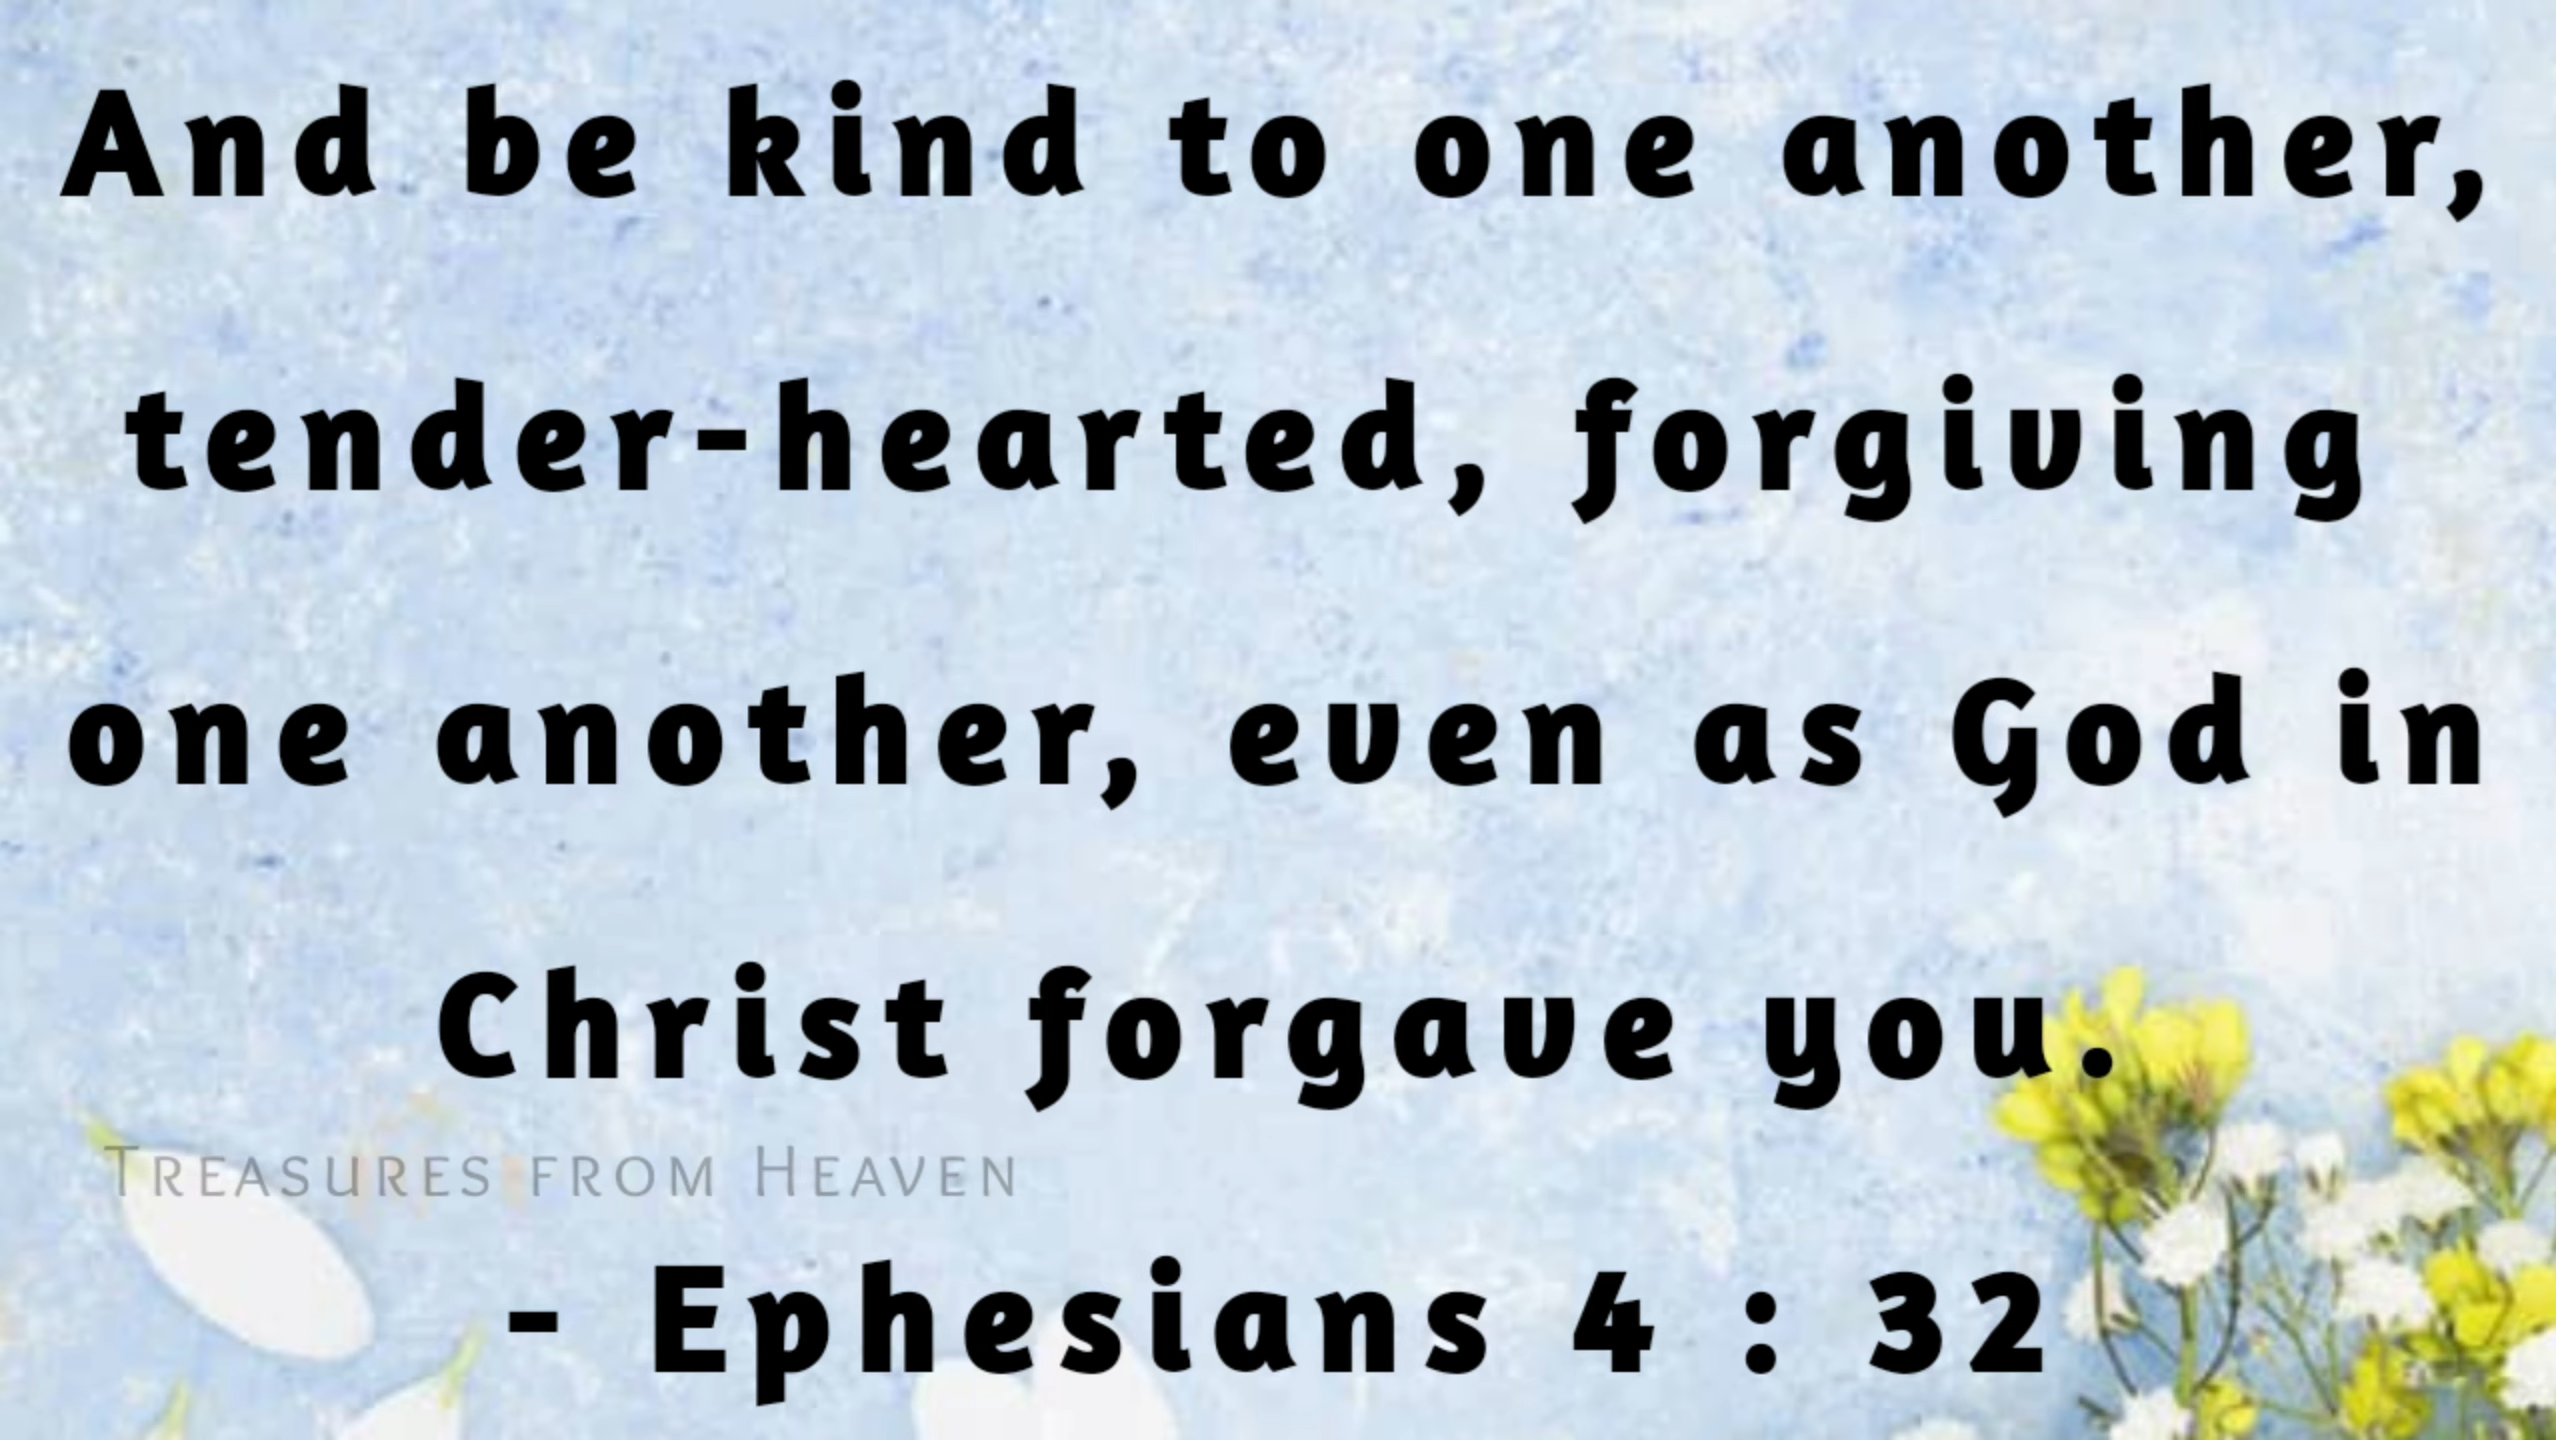 And be kind to one another,
tender-hearted, forgiving
one another, even as God in
Christ forgave you.
Treasures from Heaven
- Ephesians 4 : 32